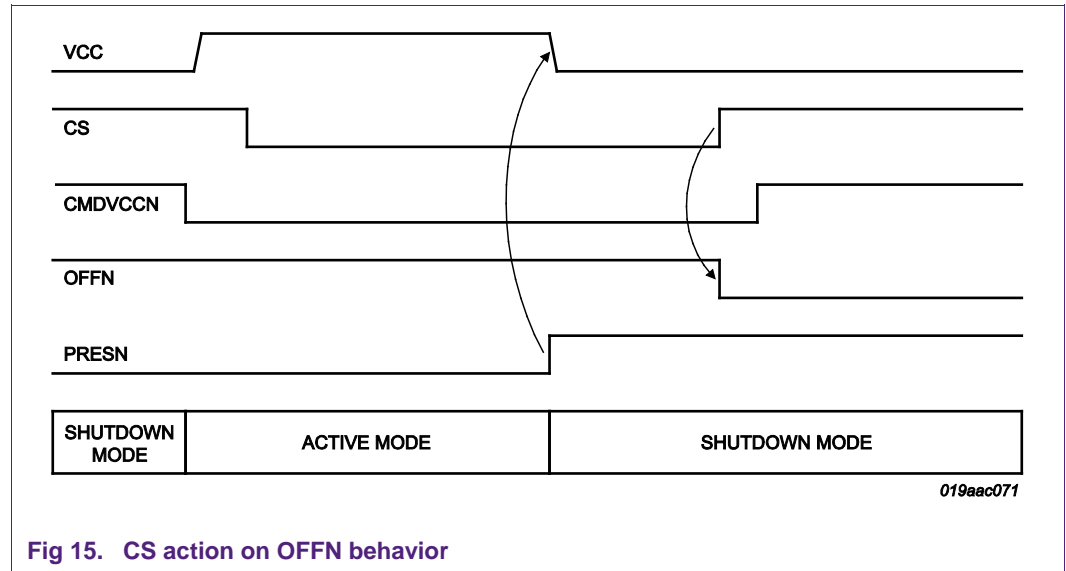 VCC
CS
CMDVCCN
OFFN
PRESN
SHUTDOWN
MODE
ACTIVE MODE
SHUTDOWN MODE
019aac071
Fig 15. CS action on OFFN behavior